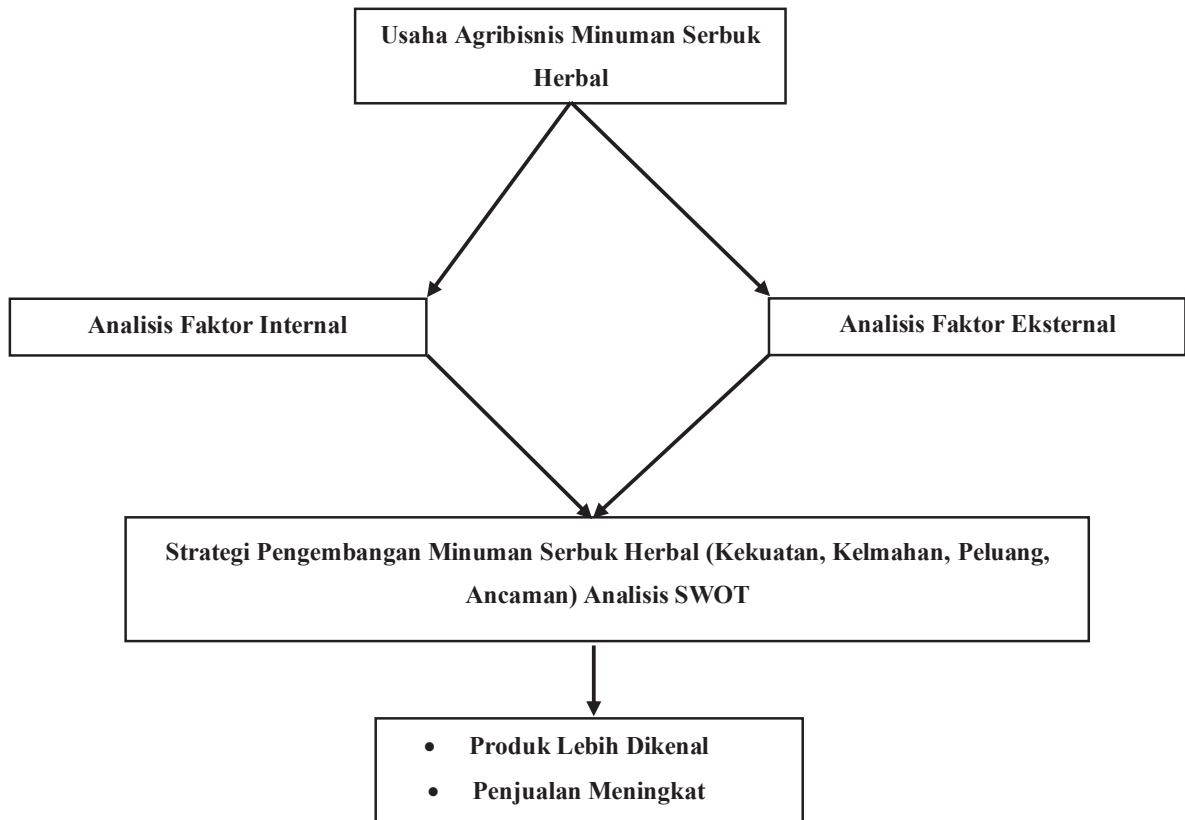 Usaha Agribisnis Minuman Serbuk
Herbal
Analisis Faktor Internal
Analisis Faktor Eksternal
Strategi Pengembangan Minuman Serbuk Herbal (Kekuatan, Kelmahan, Peluang,
Ancaman) Analisis SWOT
• Produk Lebih Dikenal
• Penjualan Meningkat